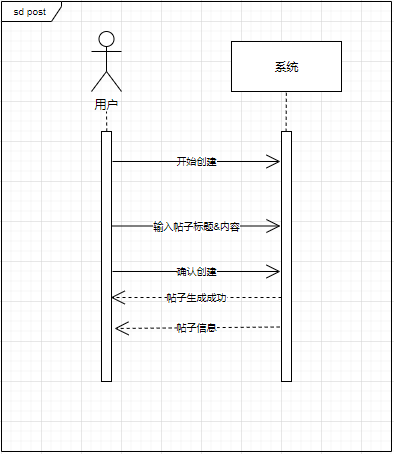 sd post
用户
系统
开始创建
输入帖子标题&内容
确认创建
帖子生成成功
帖子信息